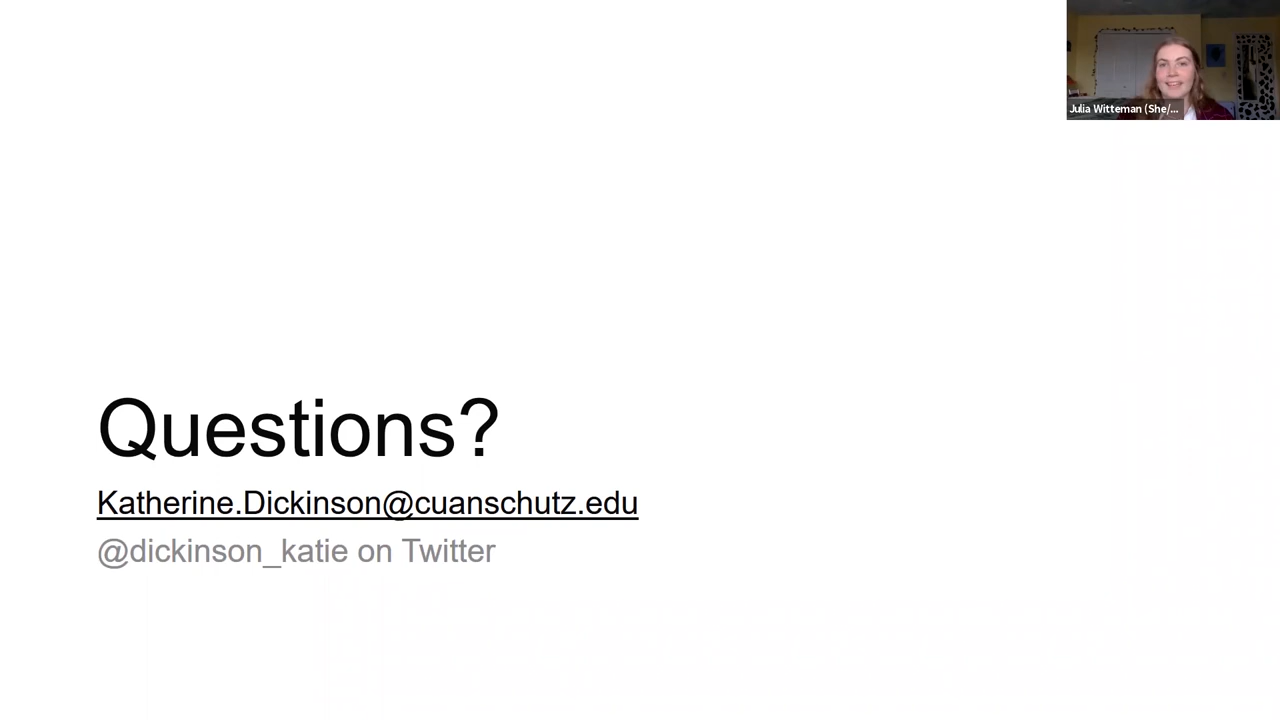 Julia Witteman (She/...
Questions?
Katherine.Dickinson@cuanschutz.edu
@dickinson_katie on Twitter